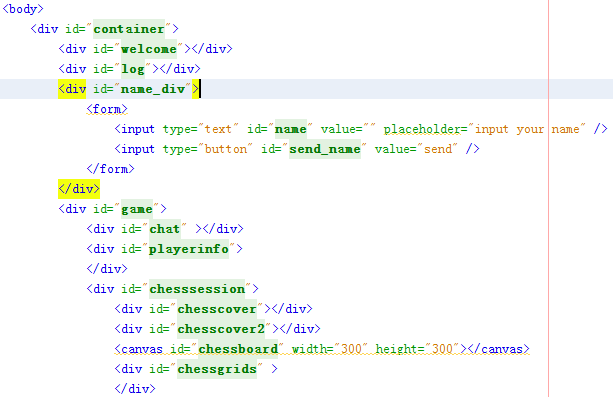 <body>
<div id="container">
<div id="welcome"></div>
<div id="log"></div>
<div id="name_div">
<form>
<input type="text" id="name" value="" placeholder="input your name" />
<input type="button" id="send_name" value="send" />
</form>
</div>
<div id="game">
<div id="chat" ></div>
<div id="playerinfo">
</div>
<div id="chesssession">
<div id="chesscover"></div>
<div id="chesscover2"></div>
<canvas id="chessboard" width="300" height="300"></canvas>
<div id="chessgrids" >
</div>